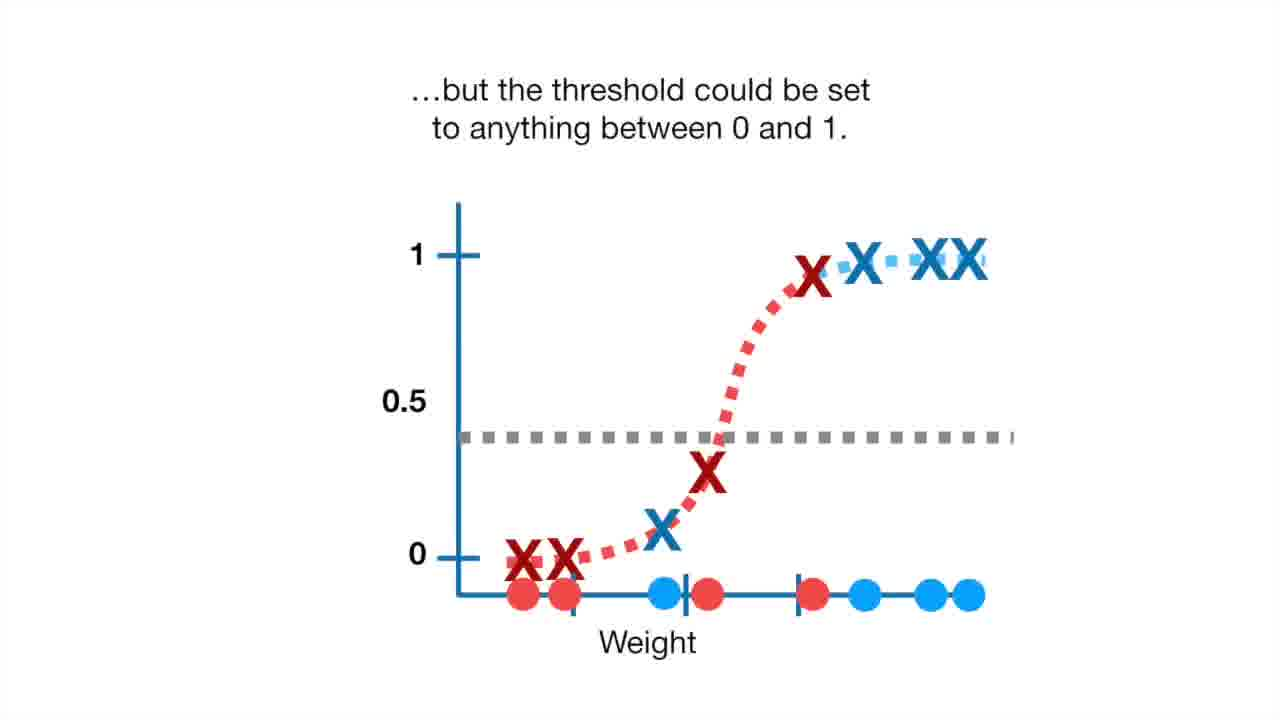 …but the threshold could be set
to anything between 0 and 1.
1
X X X X
0.5
X
X
0
X X
Weight